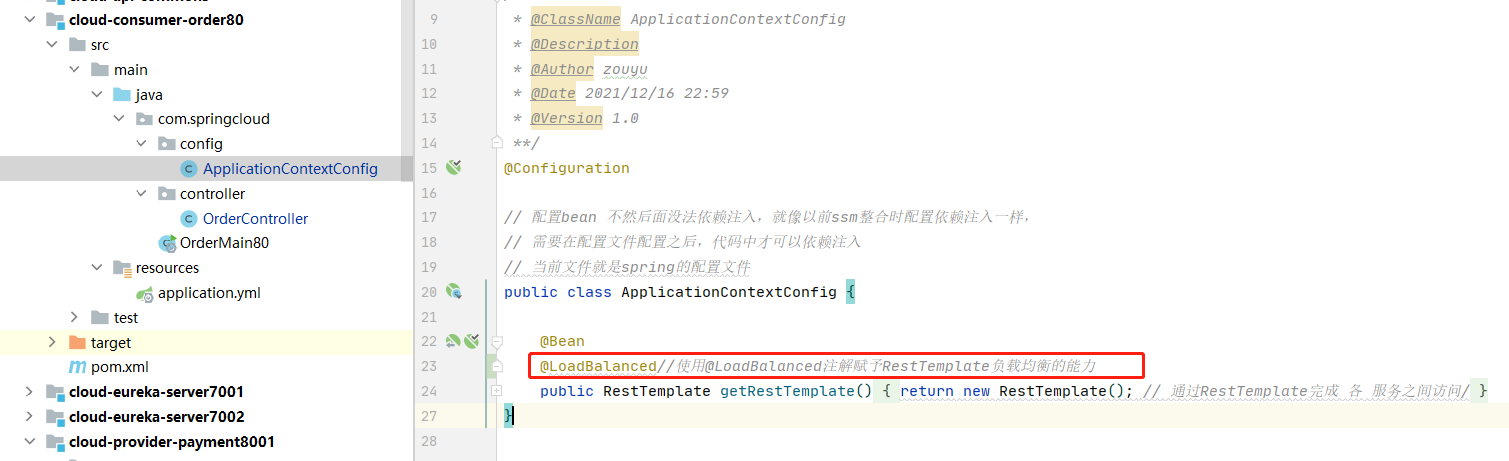 cloud-consumer-order80
src
main
java
com.springcloud
config
ApplicationContextConfig
controller
OrderController
OrderMain80
resources
application.yml
test
target
pom.xml
cloud-eureka-server7001
cloud-eureka-server7002
cloud-provider-payment8001
9 * @ClassName ApplicationContextConfig
10 * @Description
11 * @Author zouyu
12 * @Date 2021/12/16 22:59
13 * @Version 1.0
14 **/
15 @Configuration
16
17 // 配置bean 不然后面没法依赖注入，就像以前ssm整合时配置依赖注入一样，
18 // 需要在配置文件配置之后，代码中才可以依赖注入
19 // 当前文件就是spring的配置文件
20 public class ApplicationContextConfig {
21
22 @Bean
23 @LoadBalanced//使用@LoadBalanced注解赋予RestTemplate负载均衡的能力
24 public RestTemplate getRestTemplate() { return new RestTemplate(); // 通过RestTemplate完成 各 服务之间访问/ }
27 }
28